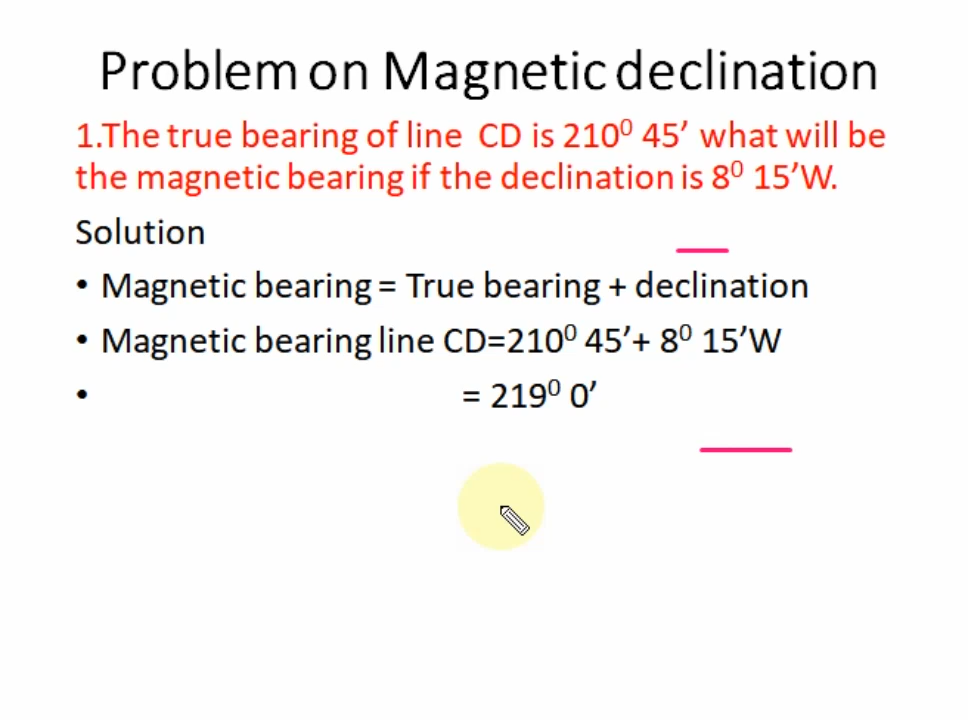 Problem on Magnetic declination
1.The true bearing of line CD is 210⁰ 45’ what will be
the magnetic bearing if the declination is 8⁰ 15’W.
Solution
• Magnetic bearing = True bearing + declination
• Magnetic bearing line CD=210⁰ 45’+ 8⁰ 15’W
• = 219⁰ 0’